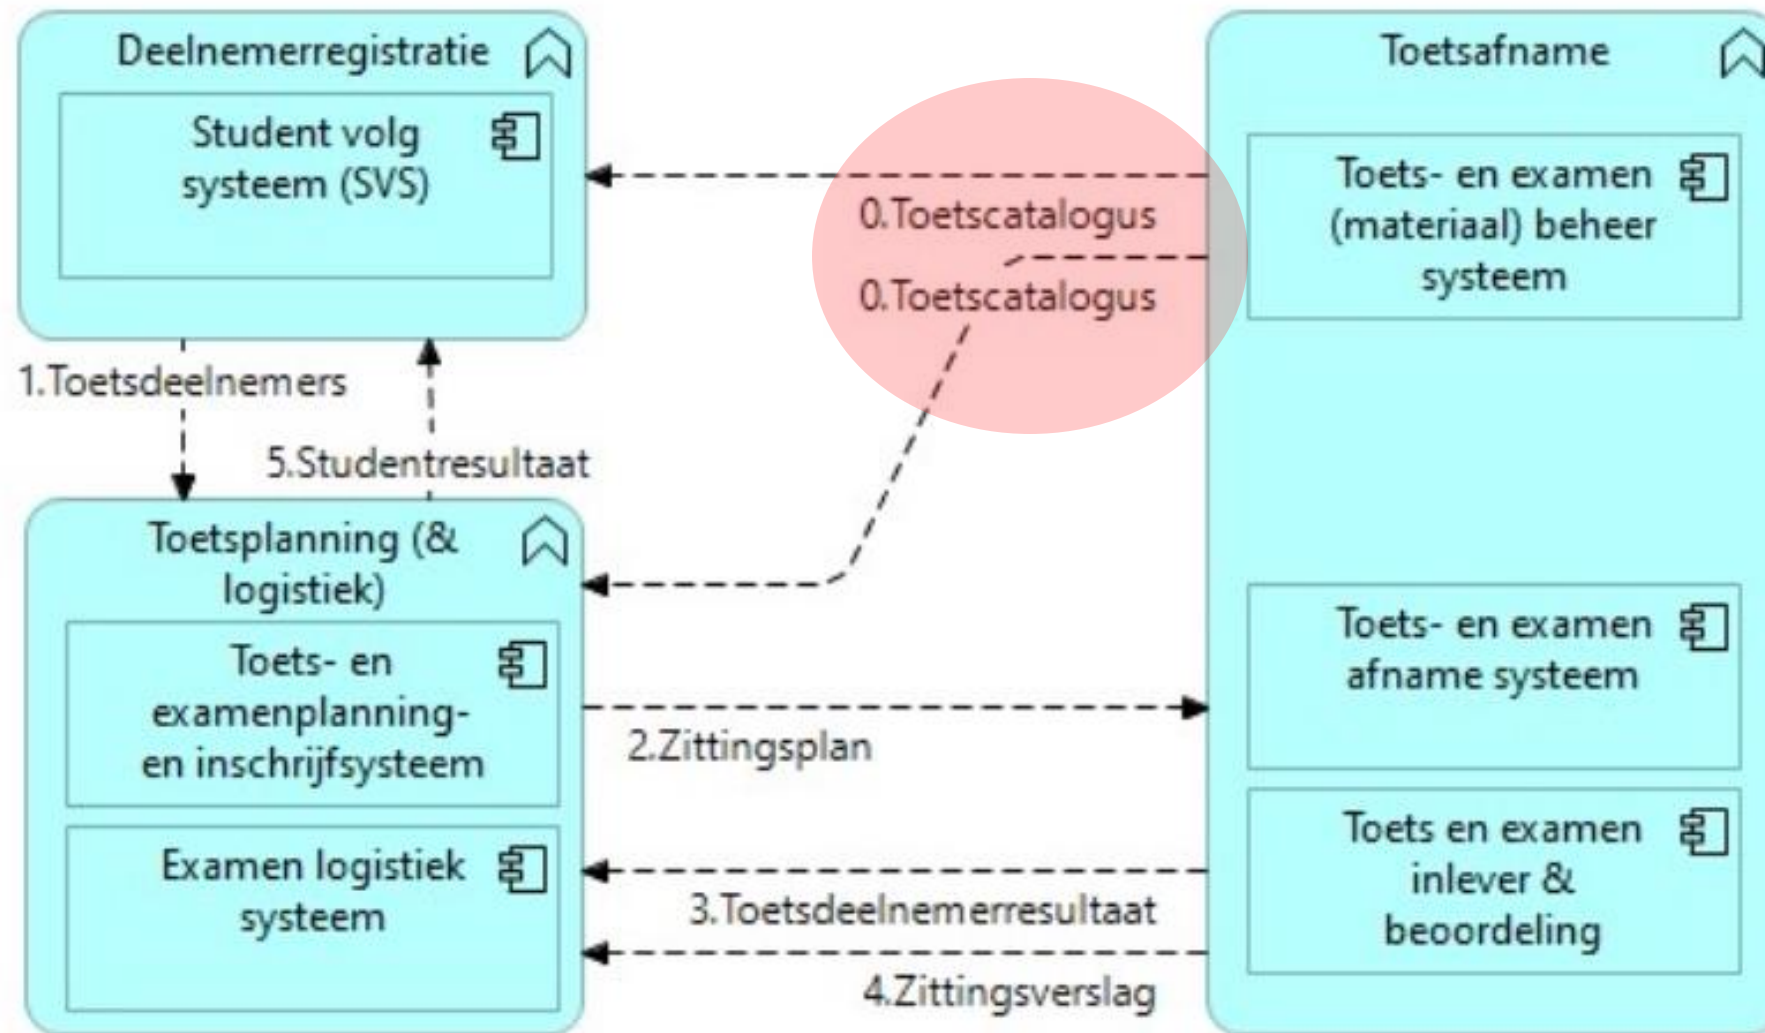 Deelnemerregistratie
Student volg
systeem (SVS)
Toetsafname
Toets- en examen
(materiaal) beheer
systeem
0.Toetscatalogus
0.Toetscatalogus
1.Toetsdeelnemers
5.Studentresultaat
Toetsplanning (&
logistiek)
Toets- en
examenplanning-
en inschrijfsysteem
Examen logistiek
systeem
2.Zittingsplan
3.Toetsdeelnemerresultaat
4.Zittingsverslag
Toets- en examen
afname systeem
Toets en examen
inlever &
beoordeling